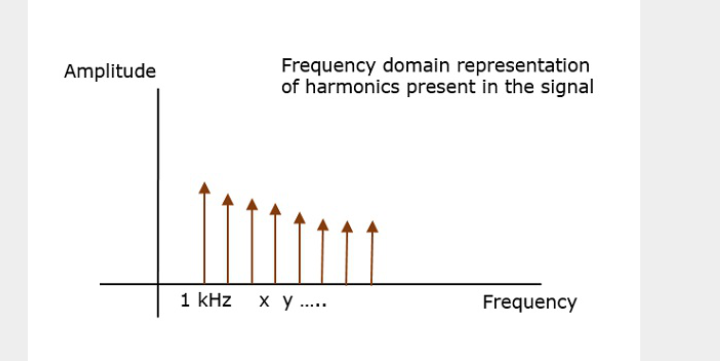 Amplitude
Frequency domain representation
of harmonics present in the signal
1 kHz x y .....
Frequency